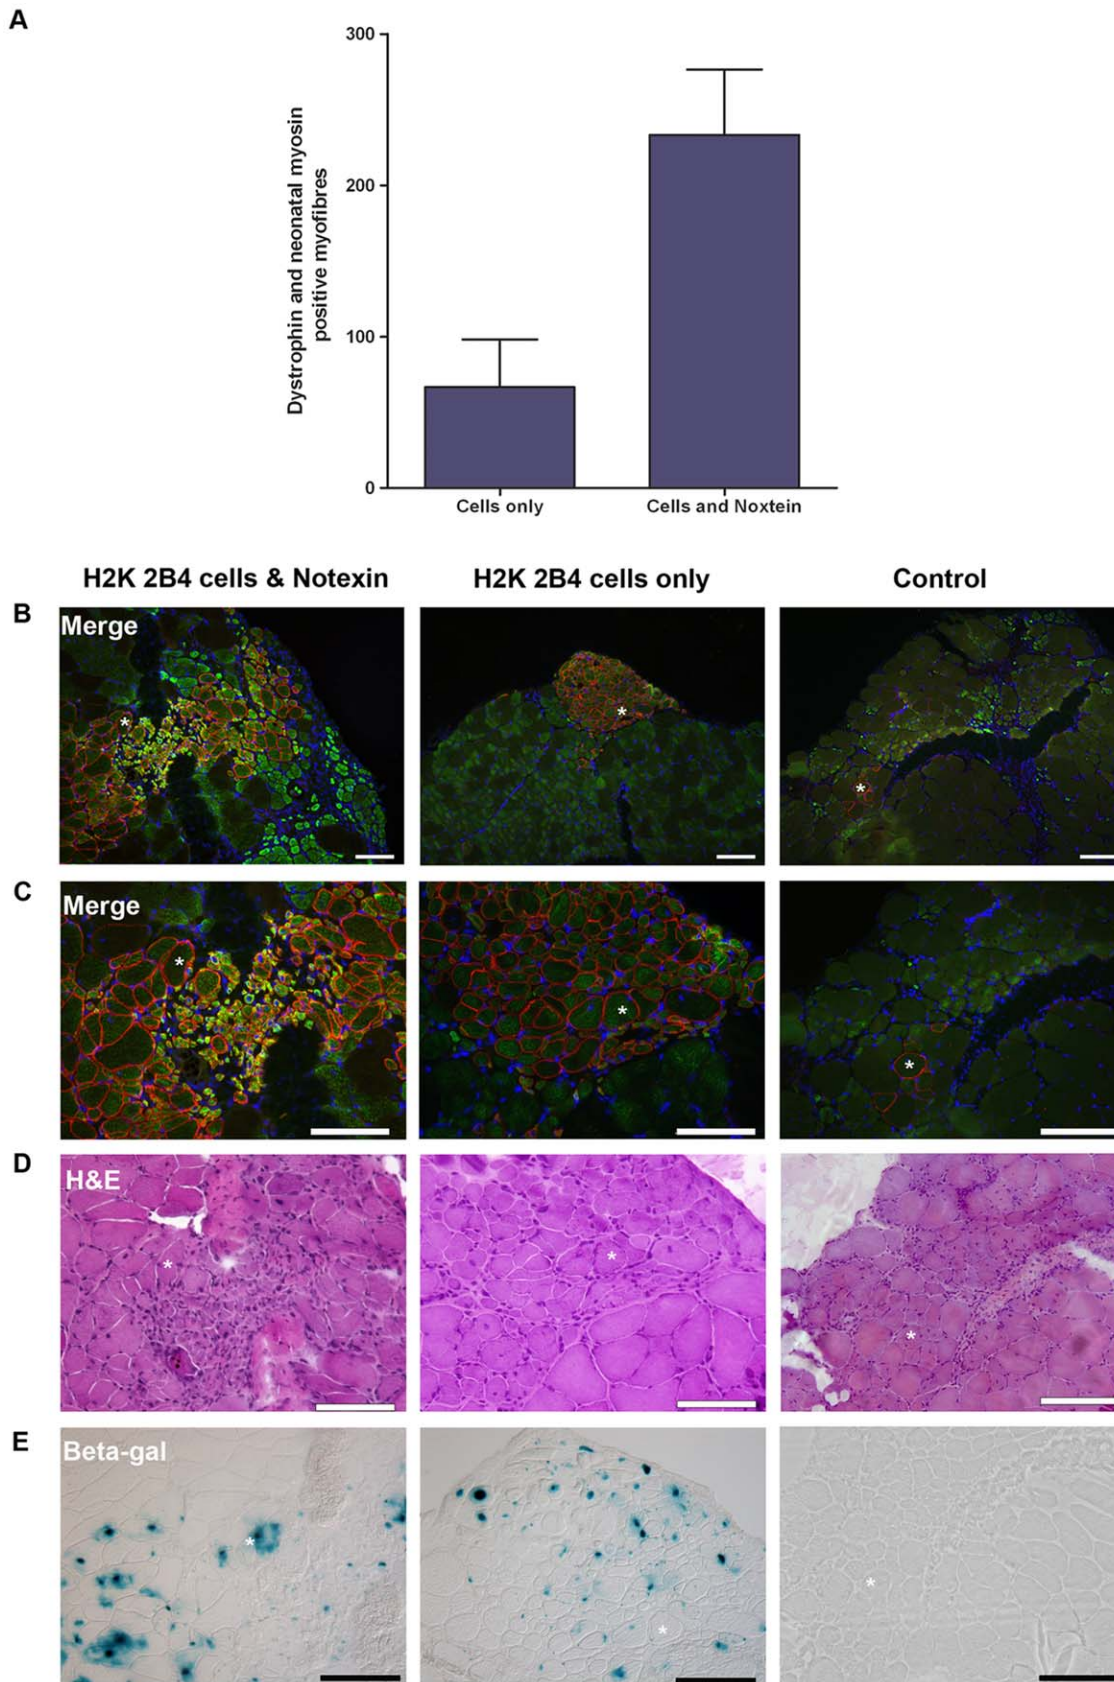 A
300
200
100
0
Dystrophin and neonatal myosin
positive myofibres
Cells only
Cells and Noxtein
H2K 2B4 cells & Notexin
H2K 2B4 cells only
Control
B
Merge
*
*
*
C
Merge
*
*
*
D
H&E
*
*
*
E
Beta-gal
*
*
*